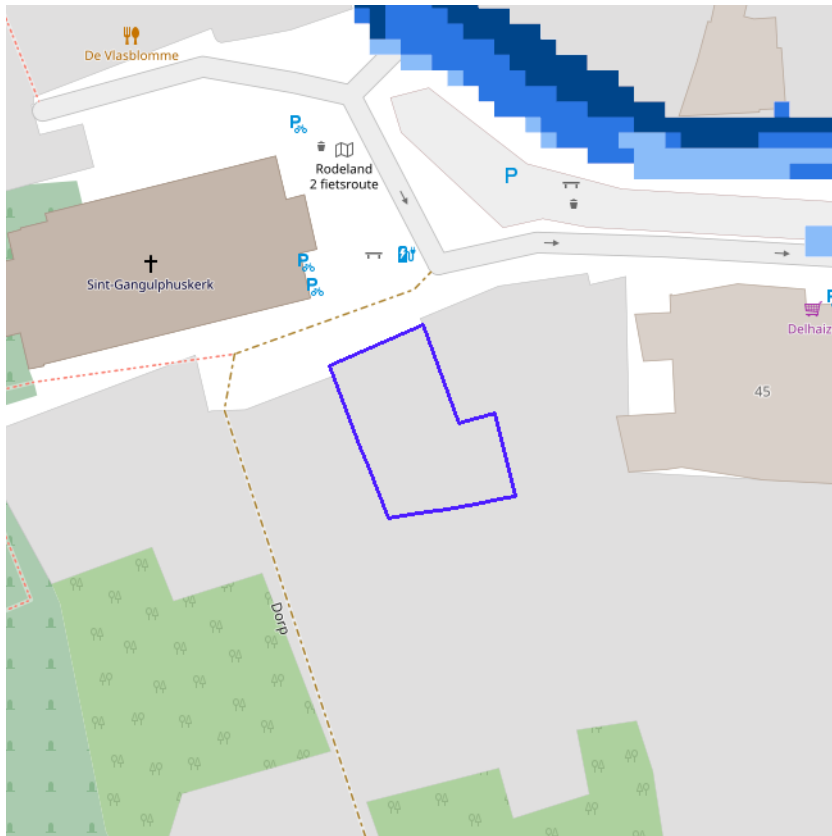 De Vlasblomme
P
Rodeland
2 fietsroute
P
P
Sint-Gangulphuskerk
P
P
Delhaiz
45
Dorp